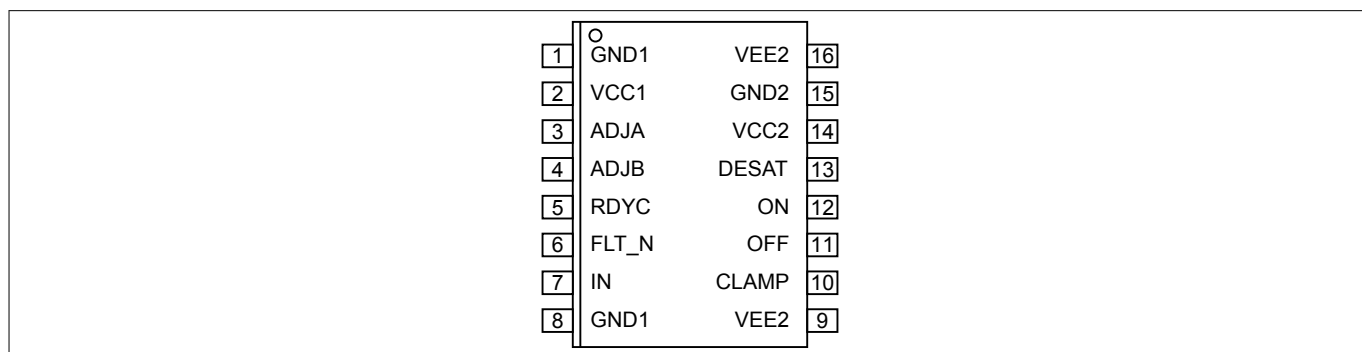 1 GND1 VEE2 16
2 VCC1 GND2 15
3 ADJA VCC2 14
4 ADJB DESAT 13
5 RDYC ON 12
6 FLT_N OFF 11
7 IN CLAMP 10
8 GND1 VEE2 9